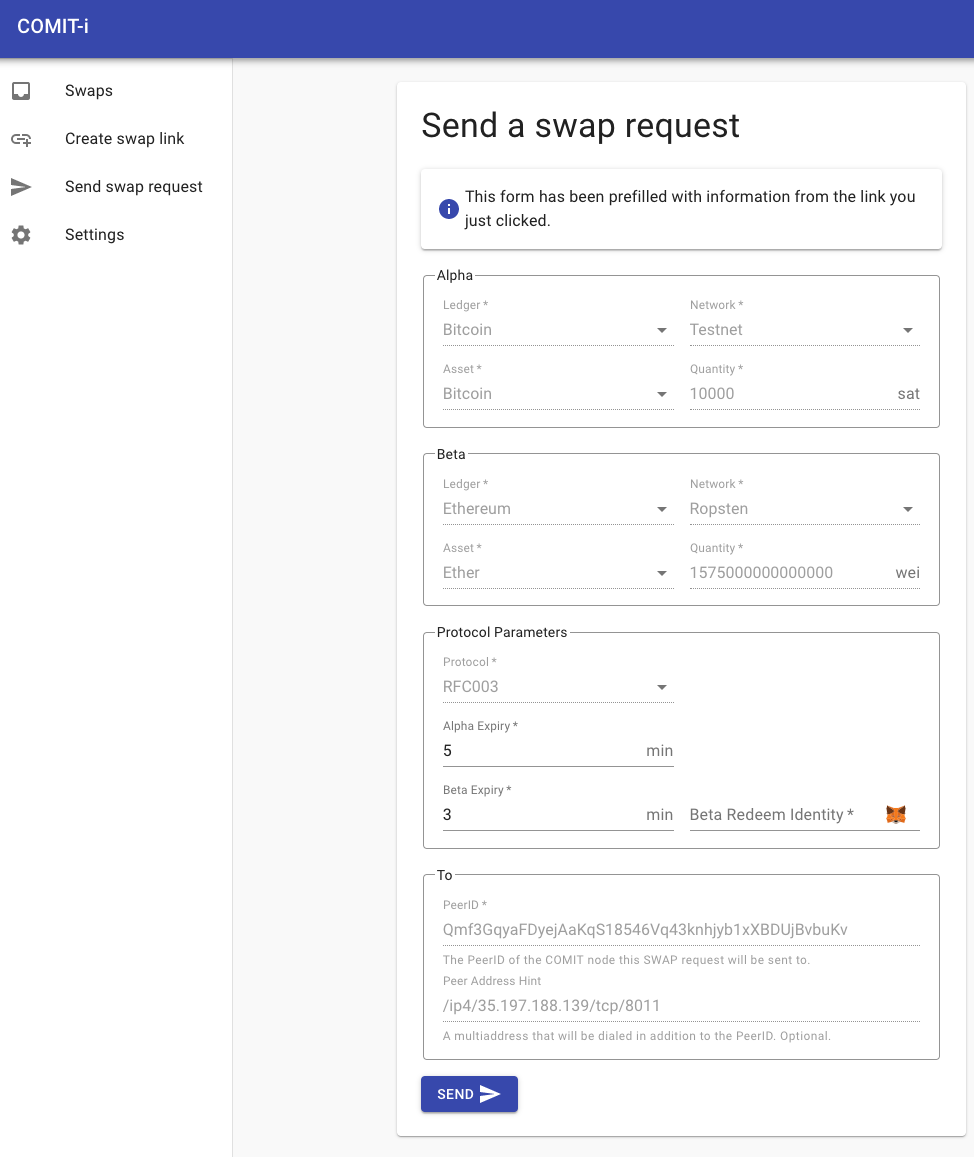 COMIT-i
Swaps
Create swap link
Send swap request
Settings
Send a swap request
This form has been prefilled with information from the link you
just clicked.
Alpha
Ledger *
Network *
Bitcoin
Testnet
Asset *
Quantity *
Bitcoin
10000 sat
Beta
Ledger *
Network *
Ethereum
Ropsten
Asset *
Quantity *
Ether
1575000000000000 wei
Protocol Parameters
Protocol *
RFC003
Alpha Expiry *
5 min
Beta Expiry *
3 min
Beta Redeem Identity *
To
PeerID *
Qmf3GqyaFDyejAaKqS18546Vq43knhjyb1xXBDUjBvbuKv
The PeerID of the COMIT node this SWAP request will be sent to.
Peer Address Hint
/ip4/35.197.188.139/tcp/8011
A multiaddress that will be dialed in addition to the PeerID. Optional.
SEND